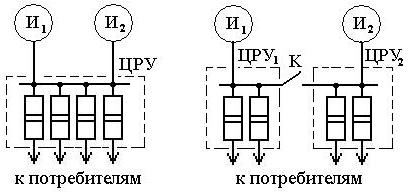 И1 И2 И1 И2
ЦРУ ЦРУ1 К ЦРУ2
к потребителям к потребителям